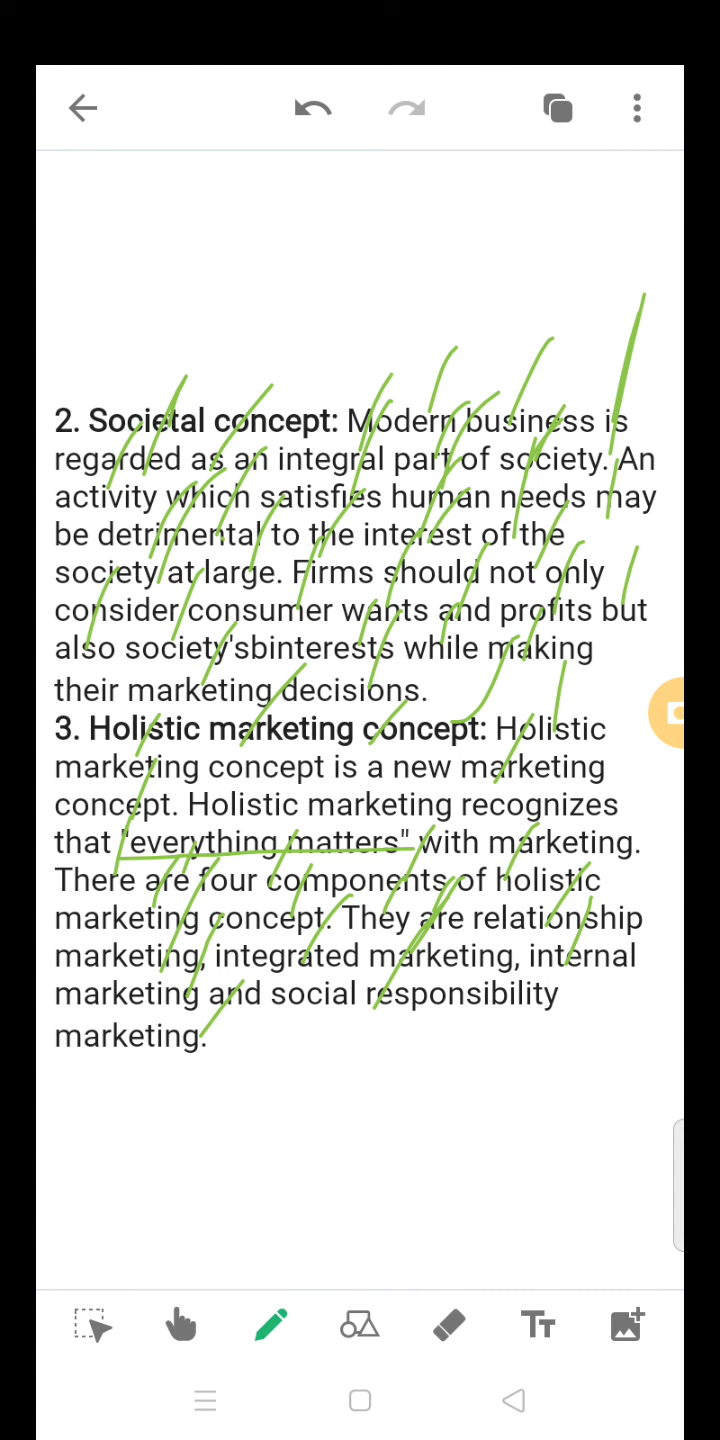 2. Societal concept: Modern business is
regarded as an integral part of society. An
activity which satisfies human needs may
be detrimental to the interest of the
society at large. Firms should not only
consider consumer wants and profits but
also society'sbinterests while making
their marketing decisions.
3. Holistic marketing concept: Holistic
marketing concept is a new marketing
concept. Holistic marketing recognizes
that "everything matters" with marketing.
There are four components of holistic
marketing concept. They are relationship
marketing, integrated marketing, internal
marketing and social responsibility
marketing.
Tт